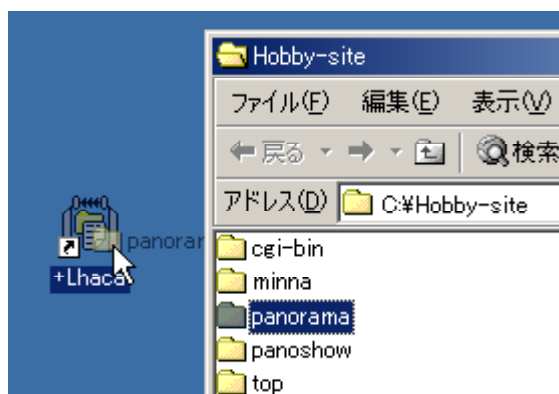 Hobby-site
ファイル(F) 編集(E) 表示(V)
戻る 検索
アドレス(D) C:¥Hobby-site
panorar
+Lhaca
cgi-bin
minna
panorama
panoshow
top